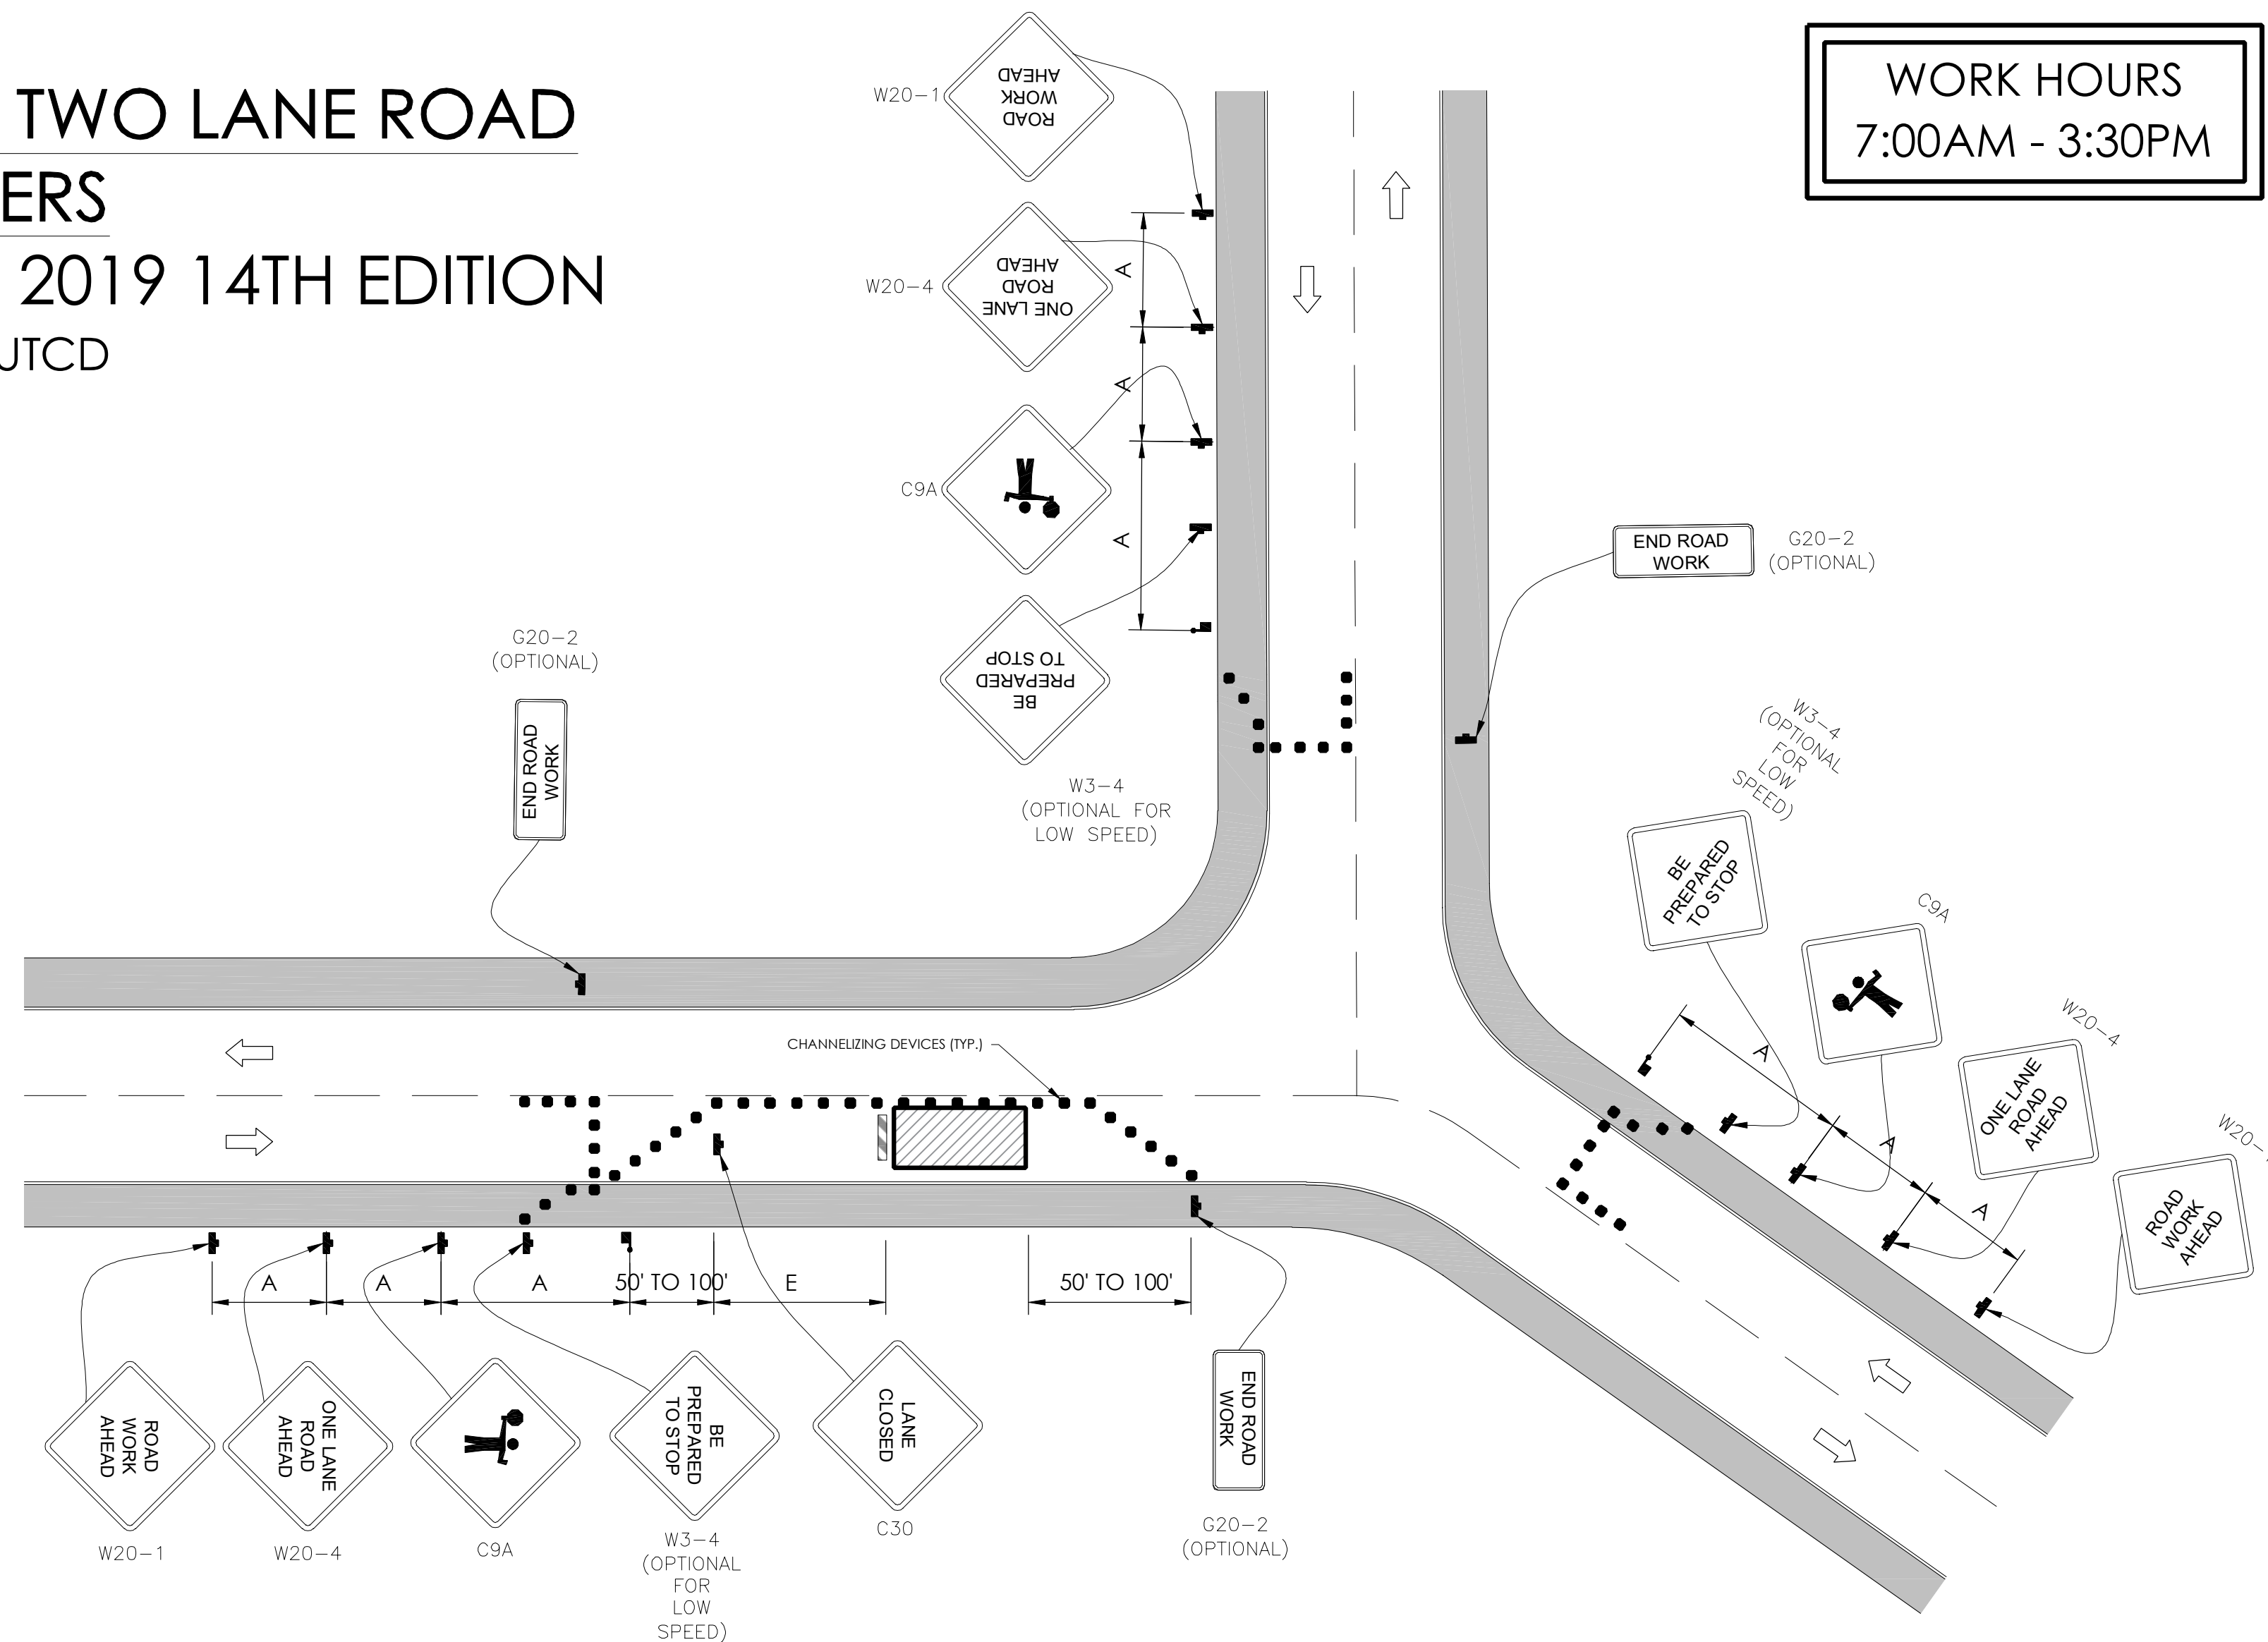 TWO LANE ROAD
ERS
2019 14TH EDITION
UTCD
WORK HOURS
7:00AM - 3:30PM
W20-1
ROAD
WORK
AHEAD
W20-4
ONE LANE
ROAD
AHEAD
A
A
C9A
A
BE
PREPARED
TO STOP
W3-4
(OPTIONAL FOR
LOW SPEED)
END ROAD
WORK
G20-2
(OPTIONAL)
G20-2
(OPTIONAL)
END ROAD
WORK
W3-4
(OPTIONAL
FOR
LOW
SPEED)
BE
PREPARED
TO STOP
C9A
W20-4
ONE LANE
ROAD
AHEAD
W20-
ROAD
WORK
AHEAD
A
A
A
CHANNELIZING DEVICES (TYP.)
A
A
A
50' TO 100'
E
50' TO 100'
ROAD
WORK
AHEAD
W20-1
ONE LANE
ROAD
AHEAD
W20-4
C9A
BE
PREPARED
TO STOP
W3-4
(OPTIONAL
FOR
LOW
SPEED)
LANE
CLOSED
C30
END ROAD
WORK
G20-2
(OPTIONAL)